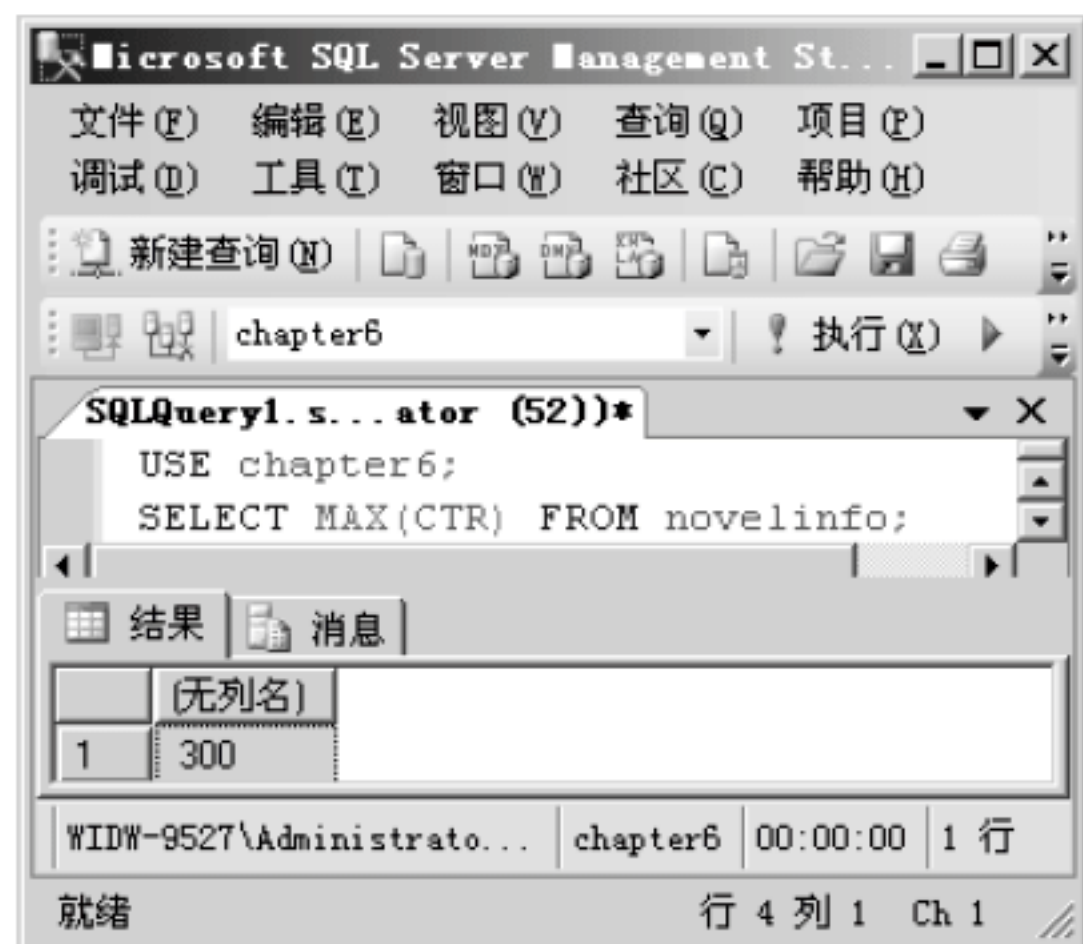 Microsoft SQL Server Management St...
文件(F) 编辑(E) 视图(V) 查询(Q) 项目(P)
调试(D) 工具(T) 窗口(W) 社区(C) 帮助(H)
新建查询(N)
chapter6 执行(X)
SQLQuery1.s...ator (52))*
USE chapter6;
SELECT MAX(CTR) FROM novelinfo;
结果 消息
(无列名)
1 300
WIDW-9527\Administrato... chapter6 00:00:00 1 行
就绪 行 4 列 1 Ch 1